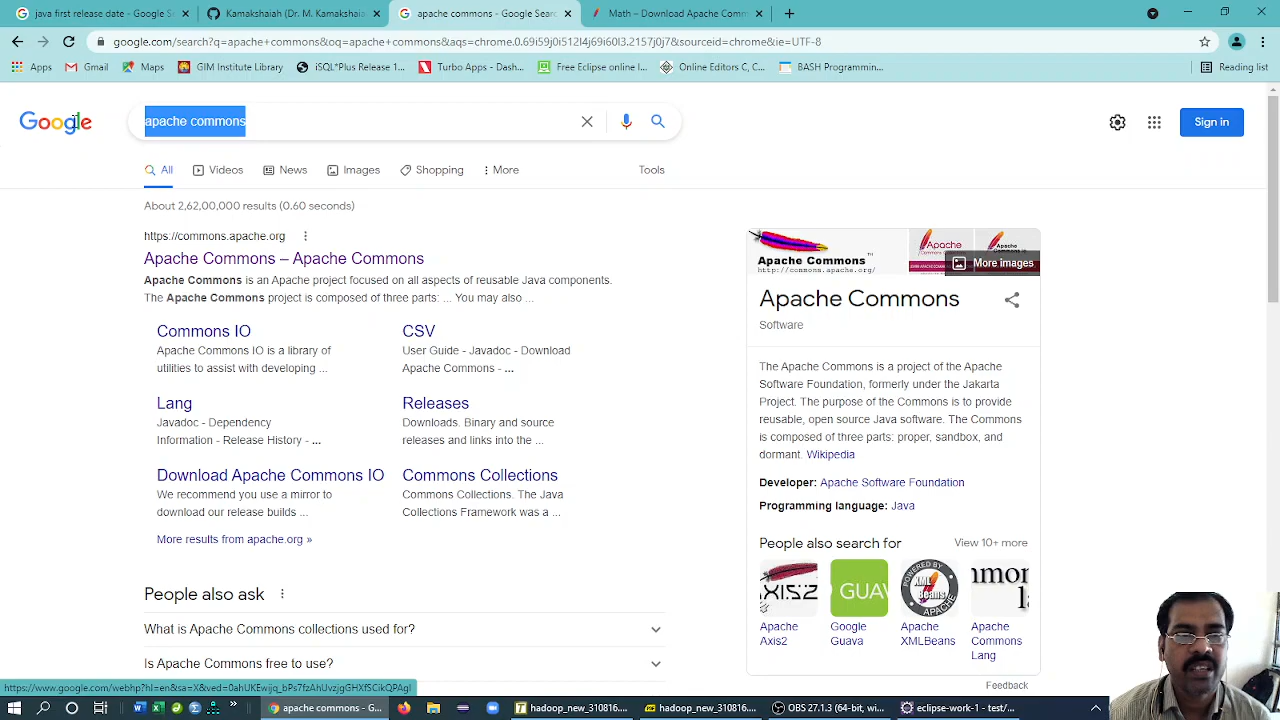 java first release date - Google S
Kamakshaiah (Dr. M. Kamakshaia
apache commons - Google Searc
Math – Download Apache Comm
google.com/search?q=apache+commons&oq=apache+commons&aqs=chrome.0.69i59j0i512l4j69i60l3.2157j0j7&sourceid=chrome&ie=UTF-8
Apps Gmail Maps GIM Institute Library iSQL*Plus Release 1... Vert.o Apps - Dash... Free Eclipse online I... Online Editors C, C... BASH Programmin... Reading list
Google
apache commons
Sign in
All Videos News Images Shopping More Tools
About 2,62,00,000 results (0.60 seconds)
https://commons.apache.org
Apache Commons – Apache Commons
Apache Commons is an Apache project focused on all aspects of reusable Java components.
The Apache Commons project is composed of three parts: ... You may also ...
Commons IO
Apache Commons IO is a library of
utilities to assist with developing ...
CSV
User Guide - Javadoc - Download
Apache Commons - ...
Lang
Javadoc - Dependency
Information - Release History - ...
Releases
Downloads. Binary and source
releases and links into the ...
Download Apache Commons IO
We recommend you use a mirror to
download our release builds ...
Commons Collections
Commons Collections. The Java
Collections Framework was a ...
More results from apache.org »
People also ask
What is Apache Commons collections used for?
Is Apache Commons free to use?
Apache Commons™
http://commons.apache.org/
Apache
More images
Apache Commons
Software
The Apache Commons is a project of the Apache
Software Foundation, formerly under the Jakarta
Project. The purpose of the Commons is to provide
reusable, open source Java software. The Commons
is composed of three parts: proper, sandbox, and
dormant. Wikipedia
Developer: Apache Software Foundation
Programming language: Java
People also search for
View 10+ more
AXIS2
GUAV
POWERED BY
XML
Beans
APACHE
mmon
la
Apache
Axis2
Google
Guava
Apache
XMLBeans
Apache
Commons
Lang
Feedback
https://www.google.com/webhp?hl=en&sa=X&ved=0ahUKEwijq_bPs7fzAhUvzjgGHXfSCikQPAgI
apache commons - G...
hadoop_new_310816...
hadoop_new_310816...
OBS 27.1.3 (64-bit, wi...
eclipse-work-1 - test/...